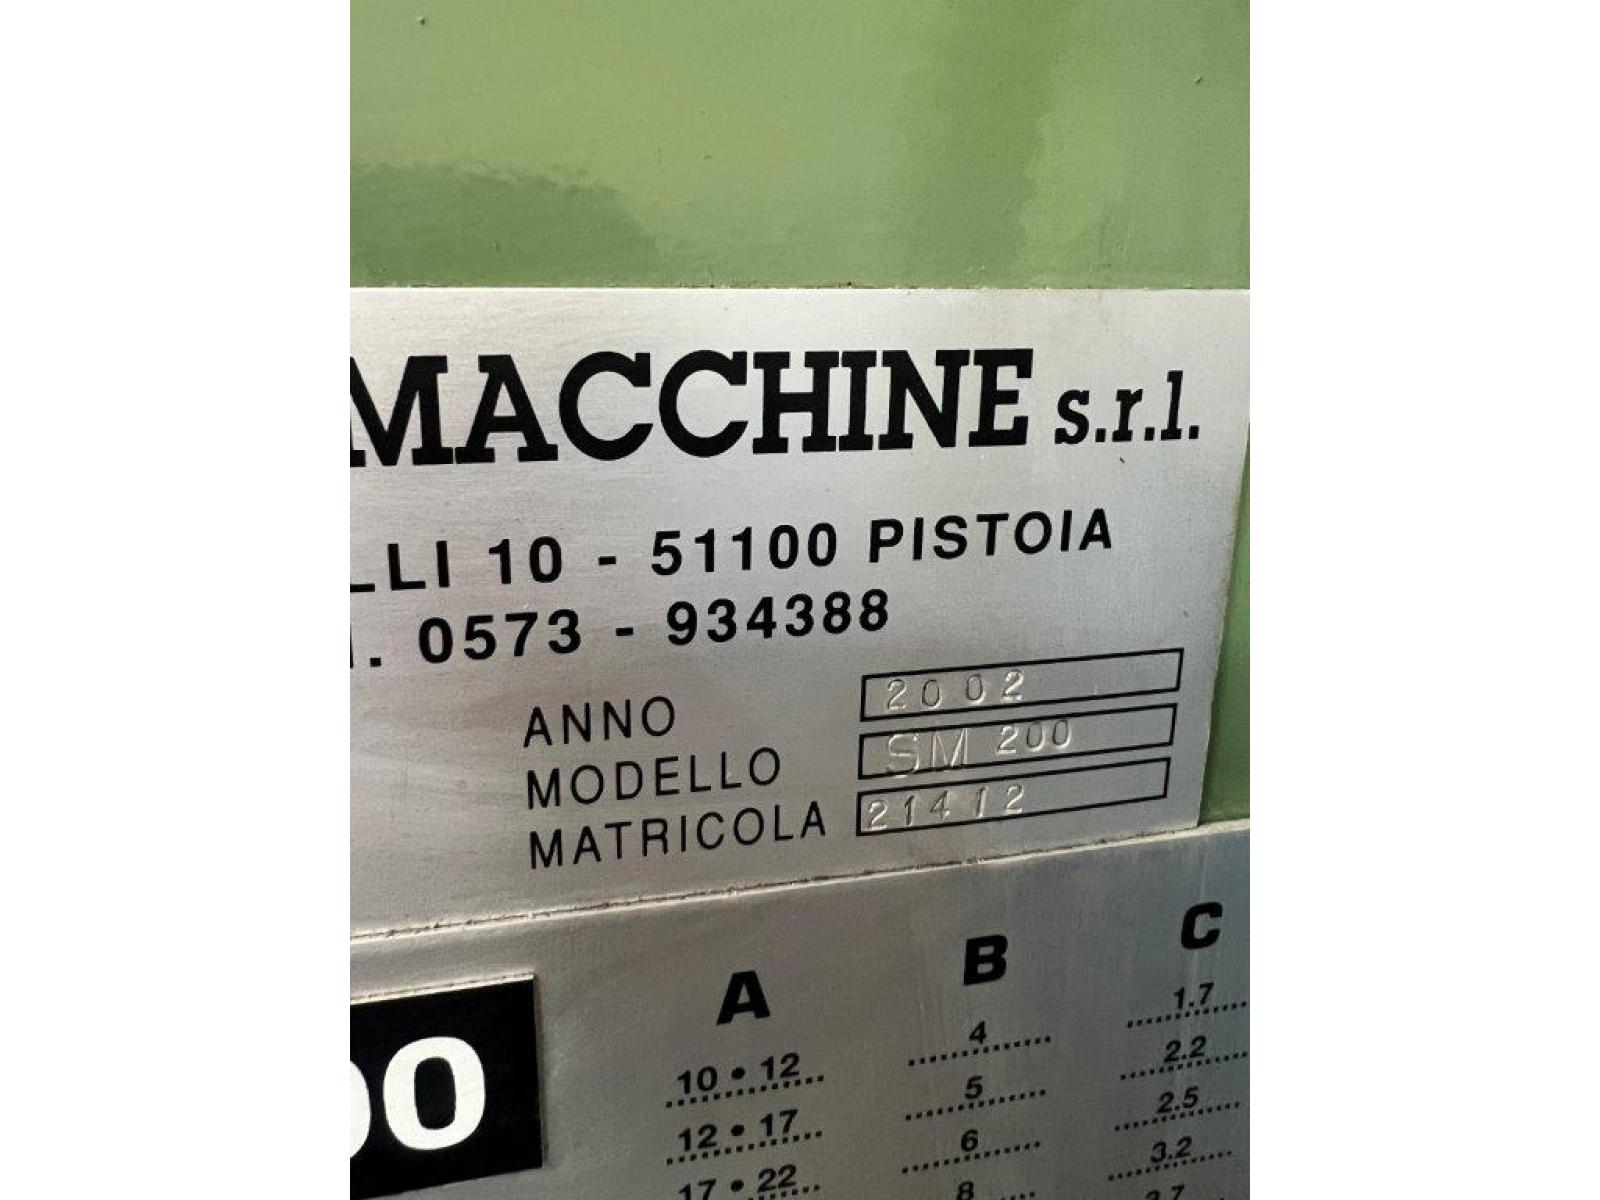 MACCHINE s.r.l.
LLI 10 - 51100 PISTOIA
. 0573 - 934388
ANNO 2002
MODELLO SM 200
MATRICOLA 21412
A B C
10 • 12 4 1.7
12 • 17 5 2.2
17 • 22 6 2.5
8 3.2
00